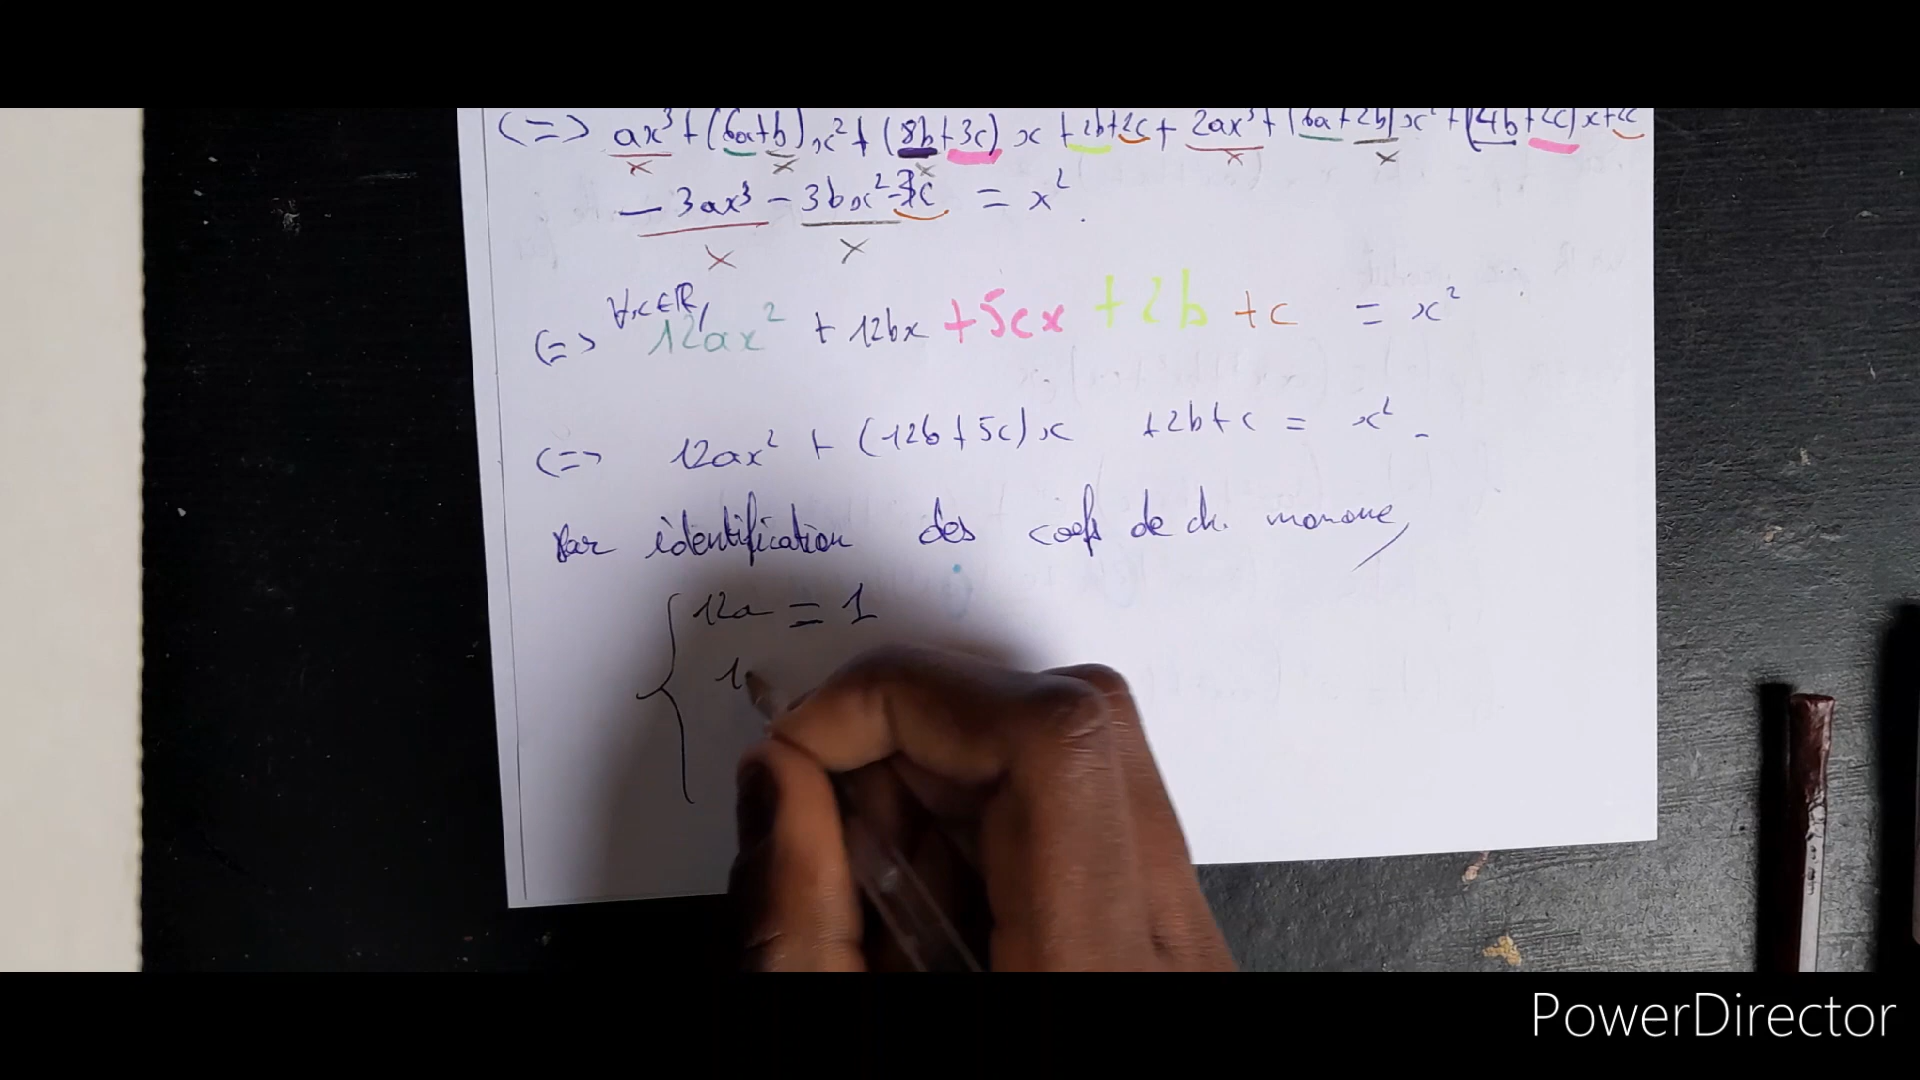 (=> ax³+(6a+b)x²+(8b+3c) x +2b+2c+ 2ax³+(6a+2b)x²+(4b+2c)x+2c
— 3ax³ - 3bx²-3c = x².
(=> ∀x∈ℝ, 12ax² + 12bx +5cx +2b +c = x²
(=> 12ax² + (12b+5c)x +2b+c = x².
Par identification des coefs de ch. monome,
{ 12a = 1
1
PowerDirector